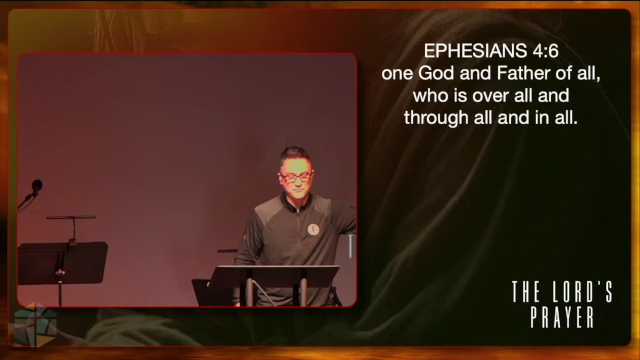 EPHESIANS 4:6
one God and Father of all,
who is over all and
through all and in all.
THE LORD'S
PRAYER